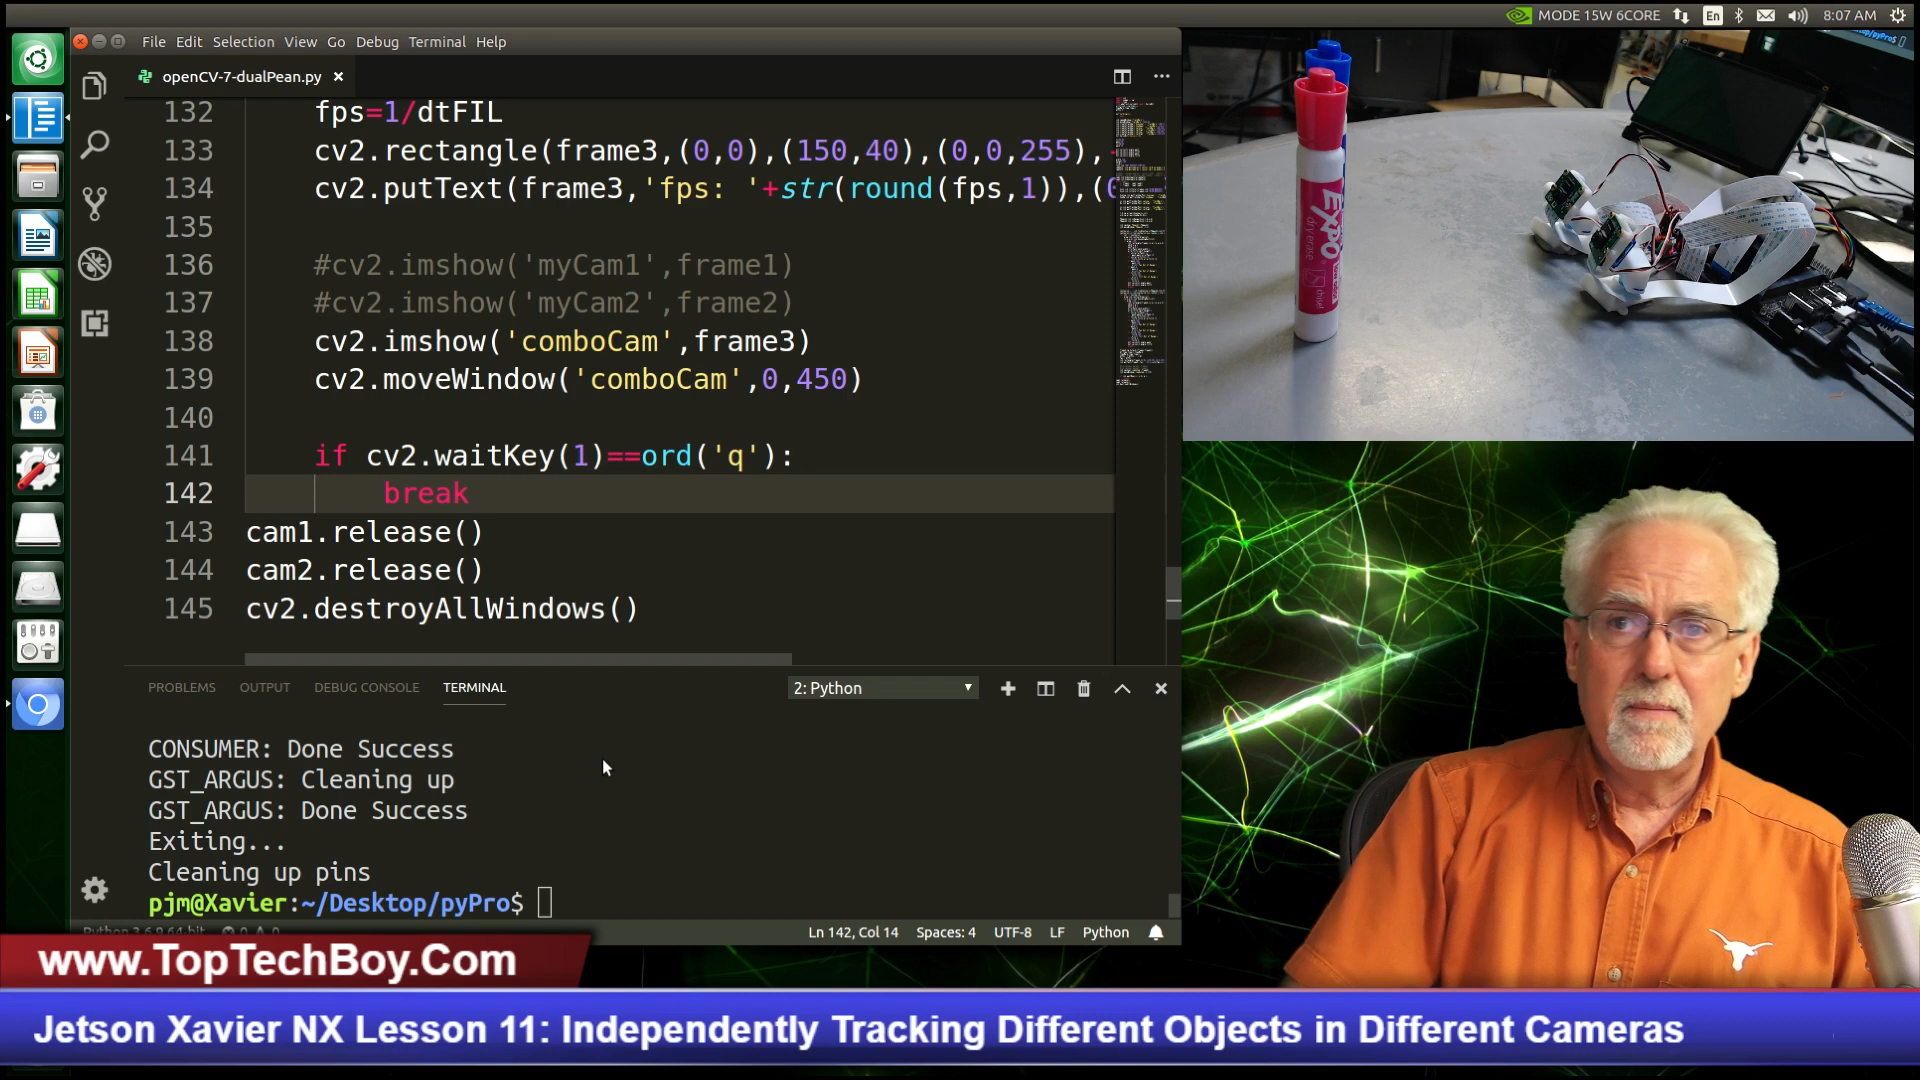 MODE 15W 6CORE En 8:07 AM
File Edit Selection View Go Debug Terminal Help
openCV-7-dualPean.py
132 fps=1/dtFIL
133 cv2.rectangle(frame3,(0,0),(150,40),(0,0,255),
134 cv2.putText(frame3,'fps: '+str(round(fps,1)),(
135
136 #cv2.imshow('myCam1',frame1)
137 #cv2.imshow('myCam2',frame2)
138 cv2.imshow('comboCam',frame3)
139 cv2.moveWindow('comboCam',0,450)
140
141 if cv2.waitKey(1)==ord('q'):
142 break
143 cam1.release()
144 cam2.release()
145 cv2.destroyAllWindows()
PROBLEMS OUTPUT DEBUG CONSOLE TERMINAL 2: Python
CONSUMER: Done Success
GST_ARGUS: Cleaning up
GST_ARGUS: Done Success
Exiting...
Cleaning up pins
pjm@Xavier:~/Desktop/pyPro$
Ln 142, Col 14 Spaces: 4 UTF-8 LF Python
EXPO
dry erase
chisel
www.TopTechBoy.Com
Jetson Xavier NX Lesson 11: Independently Tracking Different Objects in Different Cameras